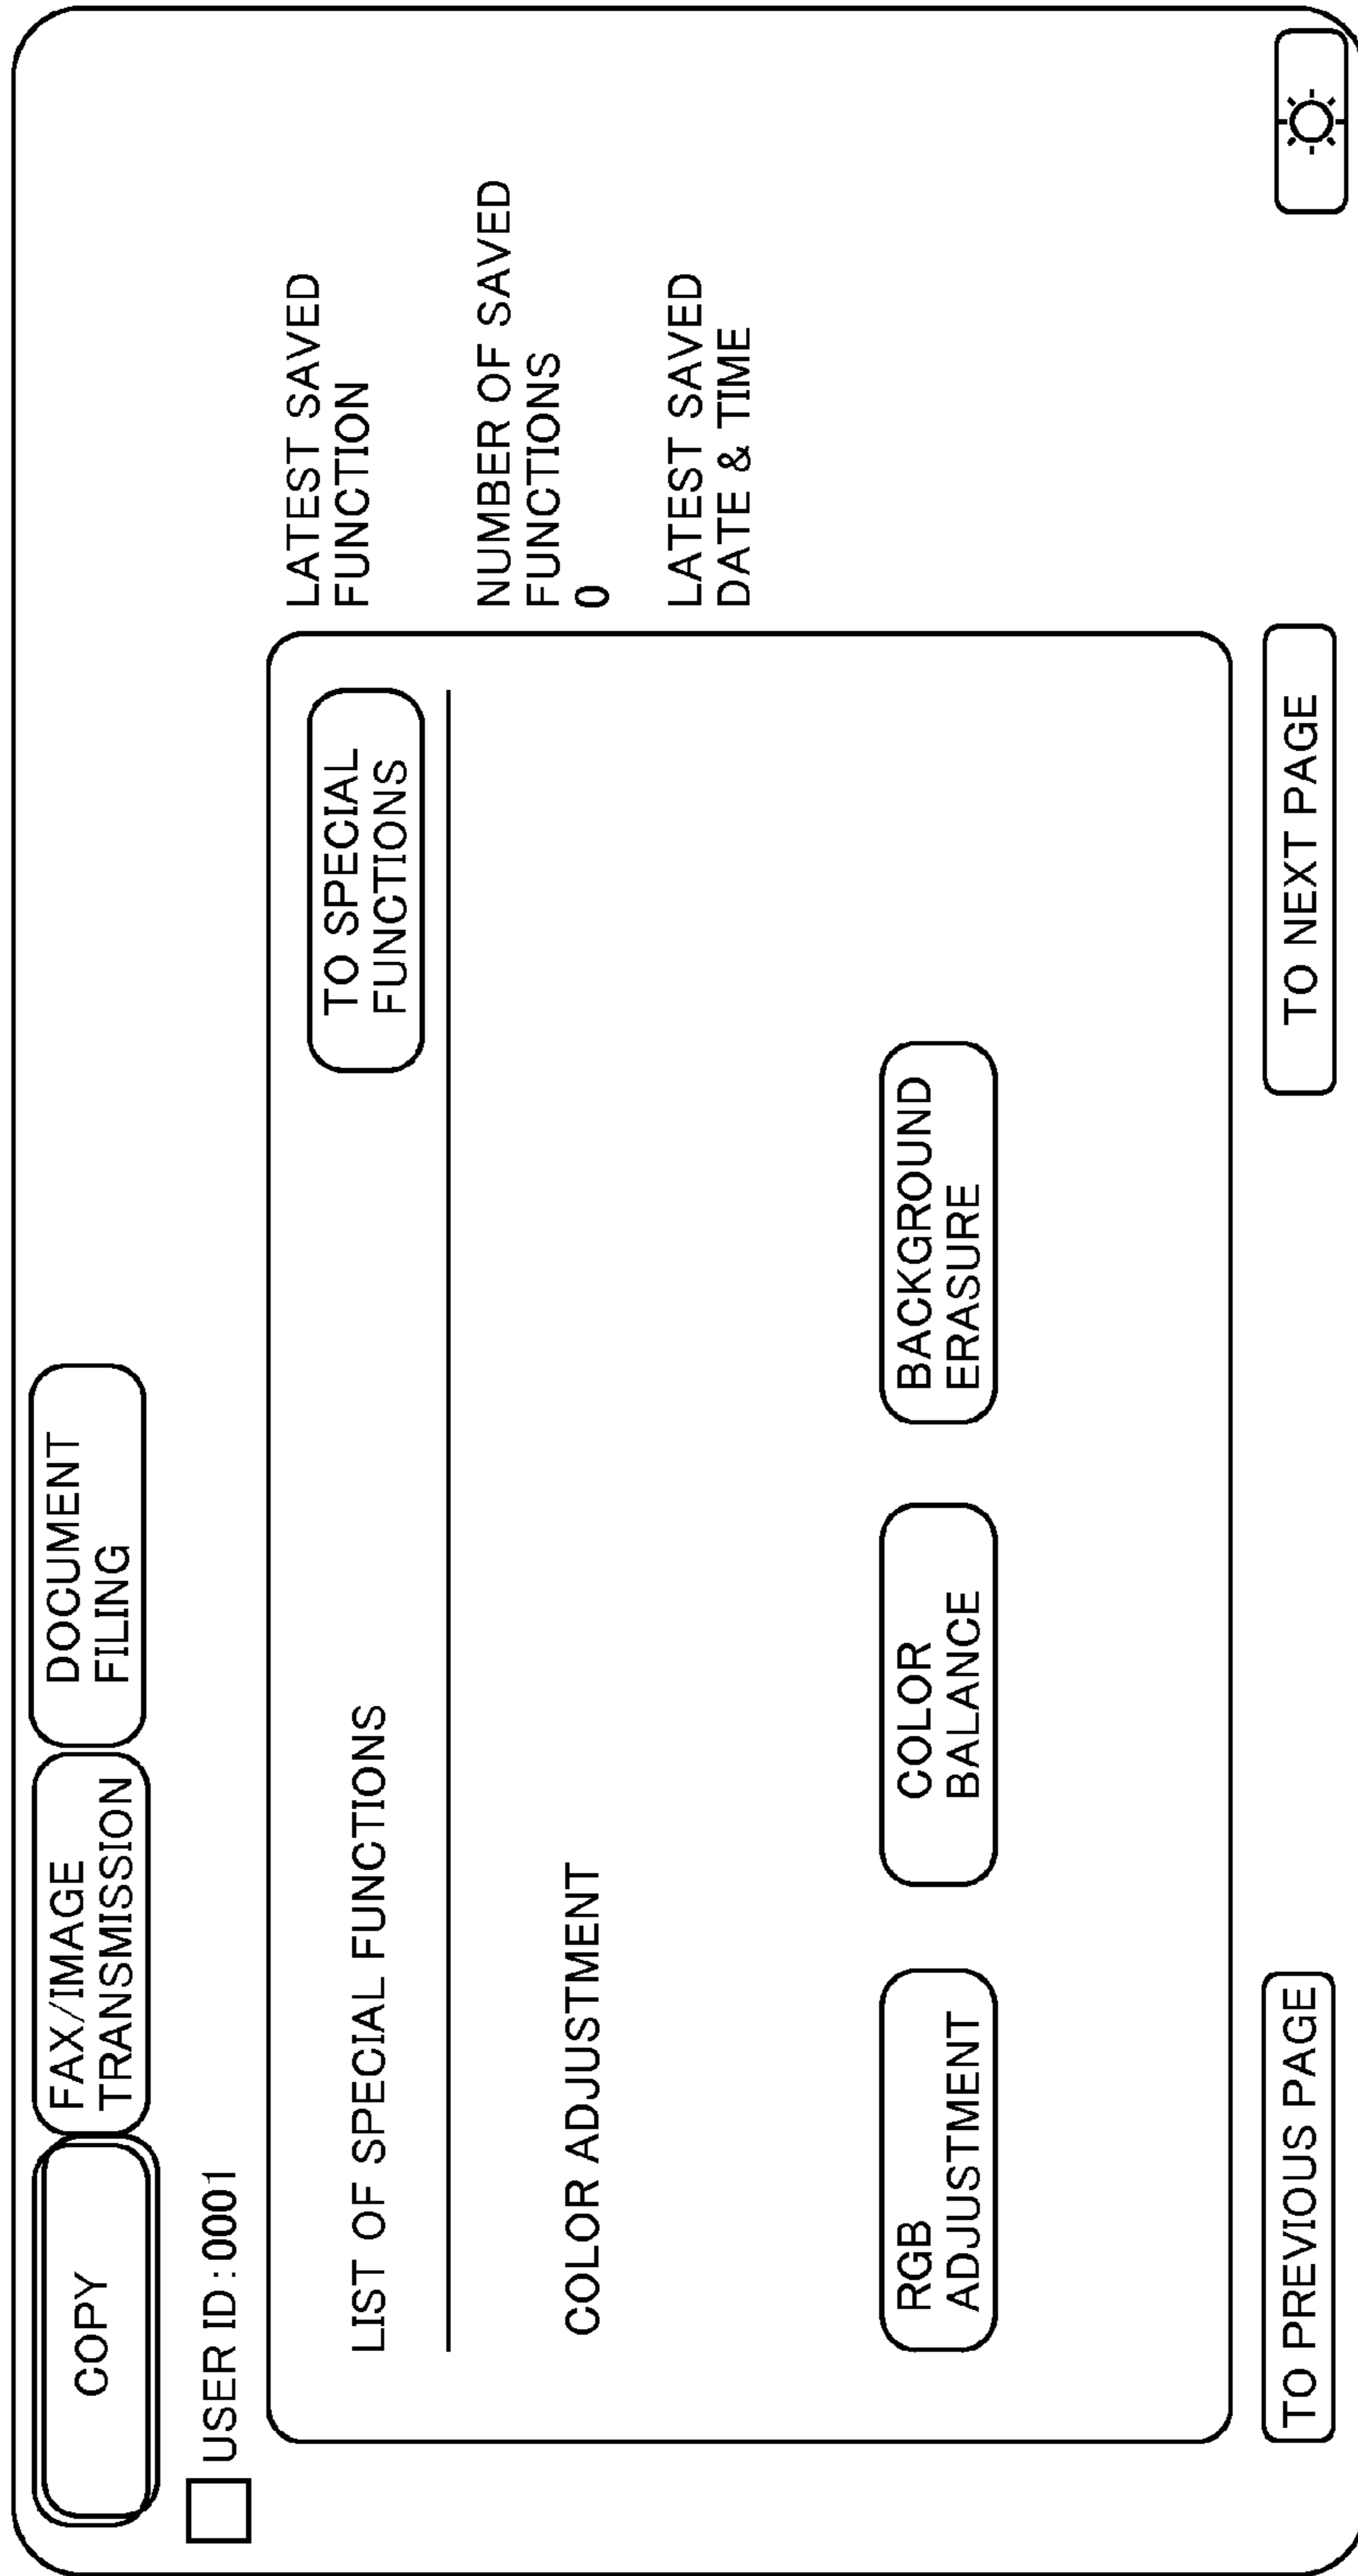 COPY
FAX/IMAGE
TRANSMISSION
DOCUMENT
FILING
USER ID:0001
LIST OF SPECIAL FUNCTIONS
TO SPECIAL
FUNCTIONS
COLOR ADJUSTMENT
RGB
ADJUSTMENT
COLOR
BALANCE
BACKGROUND
ERASURE
LATEST SAVED
FUNCTION
NUMBER OF SAVED
FUNCTIONS
0
LATEST SAVED
DATE & TIME
TO PREVIOUS PAGE
TO NEXT PAGE